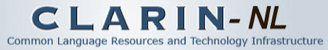 CLARIN-NL
Common Language Resources and Technology Infrastructure